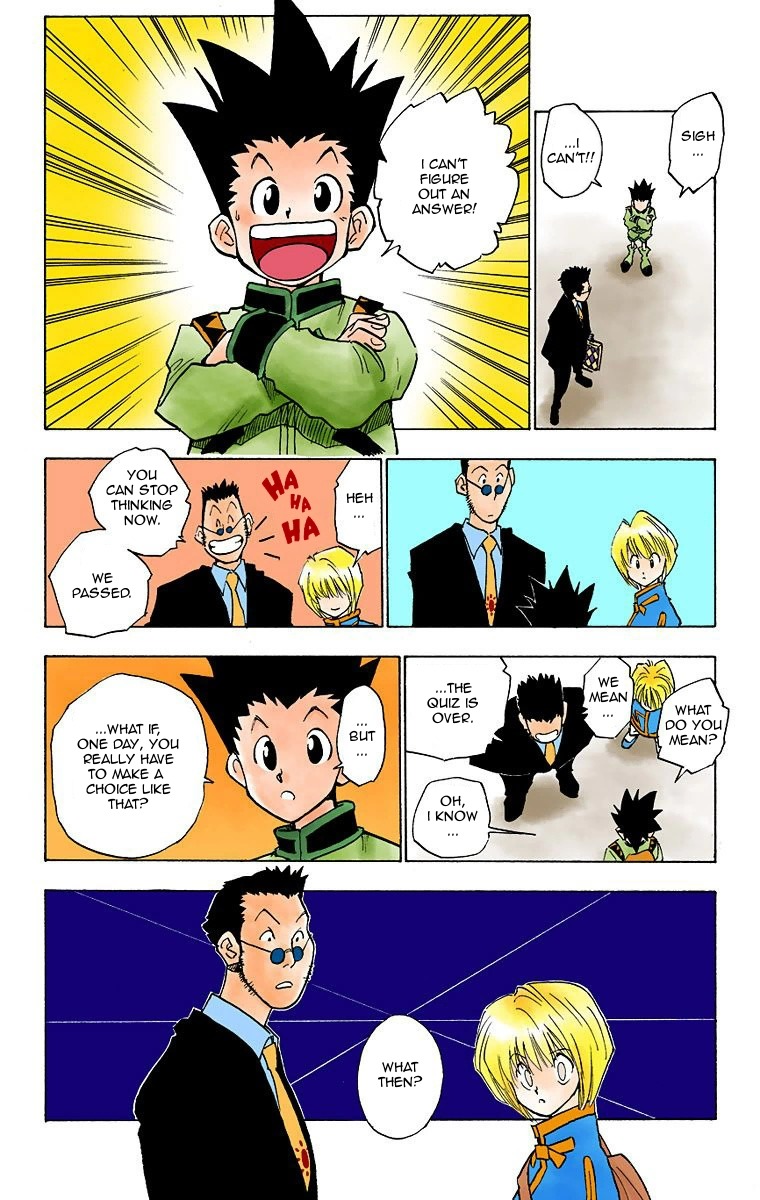 SIGH
...
...I
CAN'T!!
I CAN'T
FIGURE
OUT AN
ANSWER!
HEH
...
HA
HA
HA
YOU
CAN STOP
THINKING
NOW.
WE
PASSED.
WHAT
DO YOU
MEAN?
WE
MEAN
...
...THE
QUIZ IS
OVER.
OH,
I KNOW
...
...
BUT
...
...WHAT IF,
ONE DAY, YOU
REALLY HAVE
TO MAKE A
CHOICE LIKE
THAT?
WHAT
THEN?